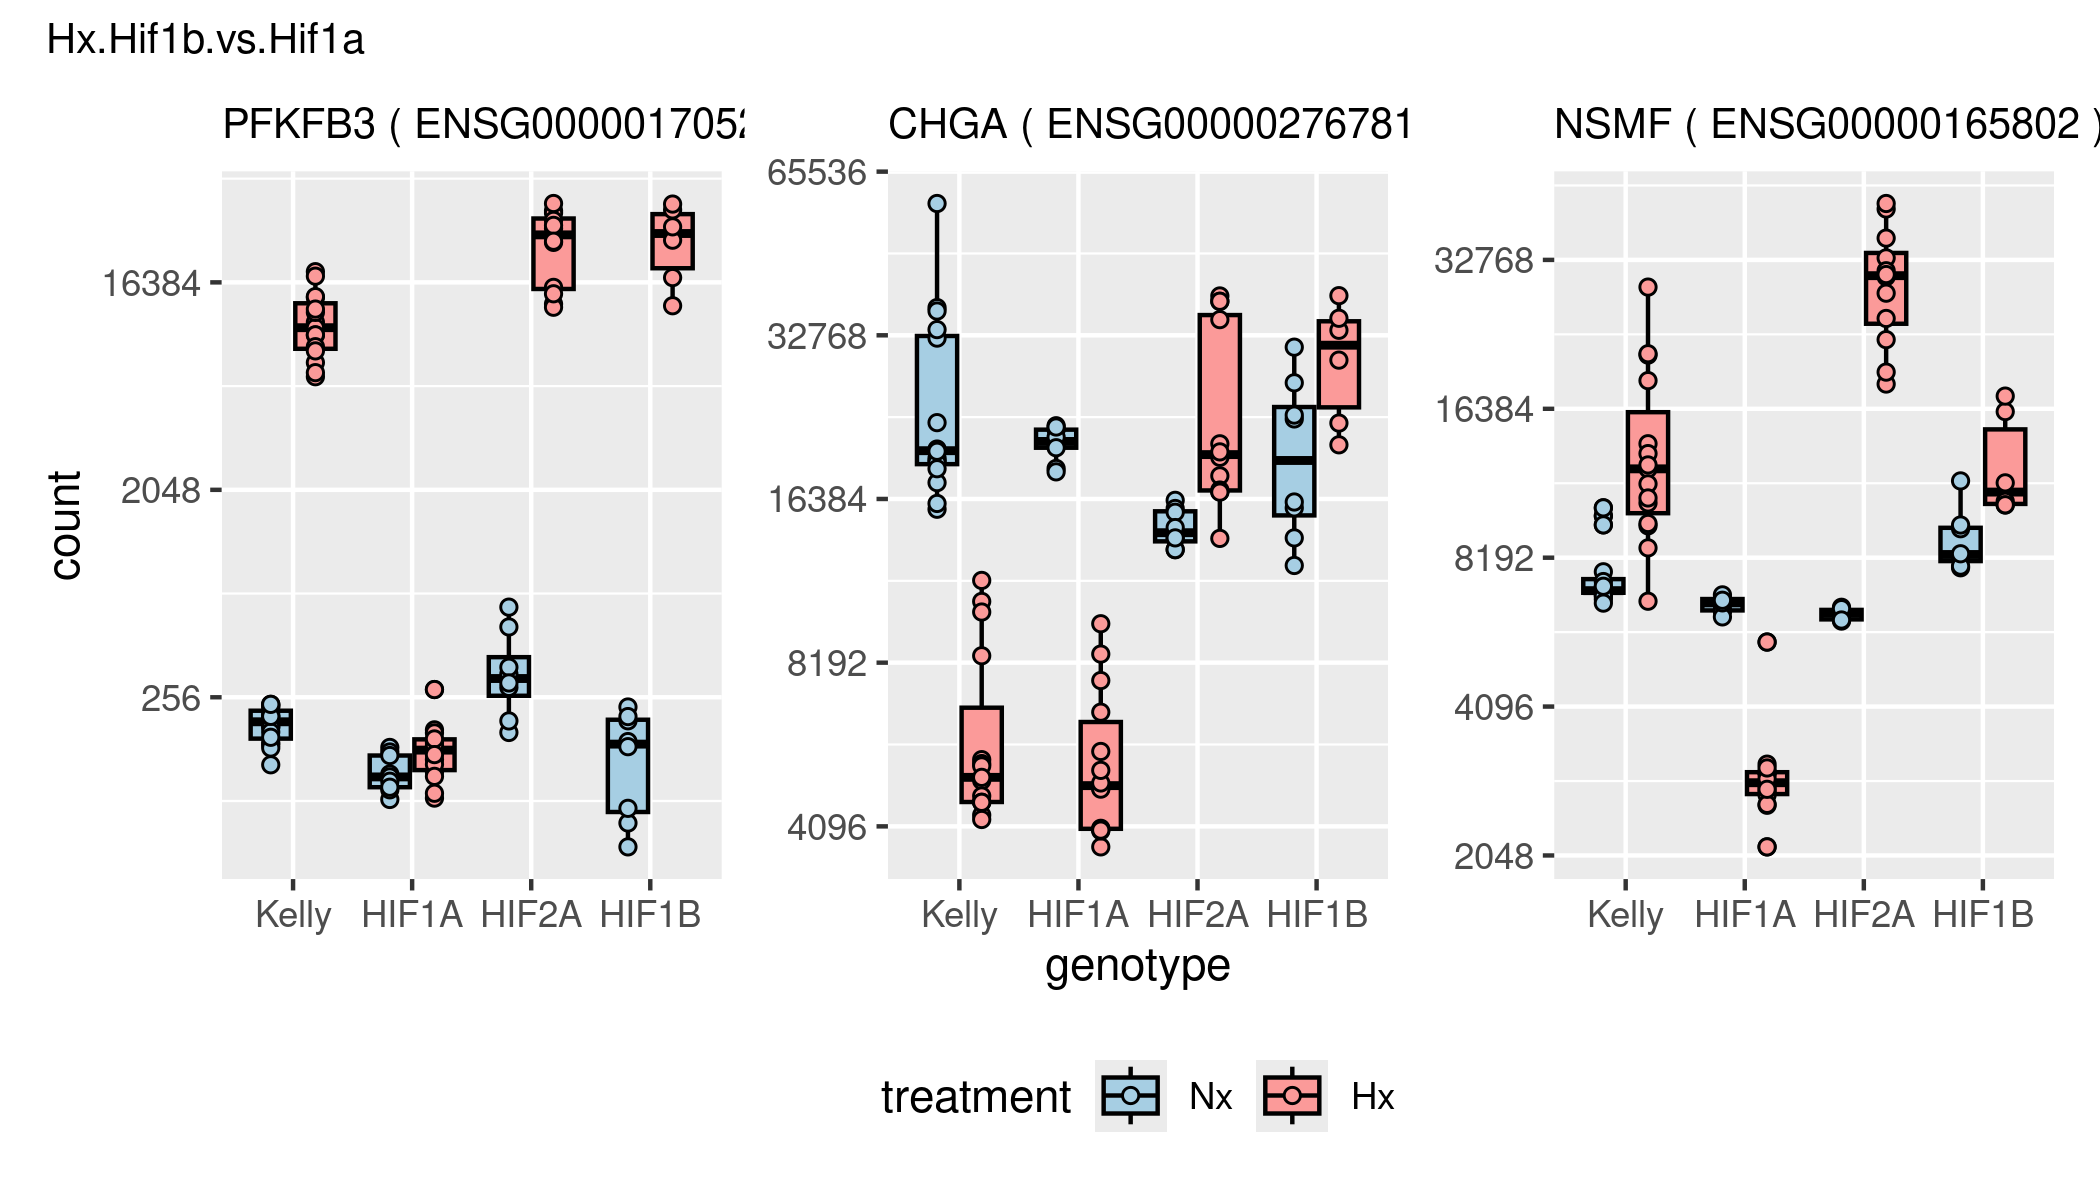 Hx.Hif1b.vs.Hif1a
PFKFB3 ( ENSG000001705
CHGA ( ENSG00000276781
NSMF ( ENSG00000165802 )
count
16384
2048
256
65536
32768
16384
8192
4096
32768
16384
8192
4096
2048
Kelly HIF1A HIF2A HIF1B
Kelly HIF1A HIF2A HIF1B
Kelly HIF1A HIF2A HIF1B
genotype
treatment Nx Hx